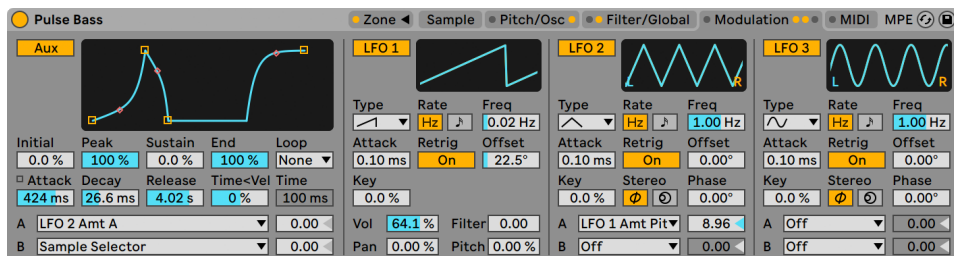 Pulse Bass Zone Sample Pitch/Osc Filter/Global Modulation MIDI MPE
Aux LFO 1 LFO 2 L R LFO 3 L R
Type Rate Freq Type Rate Freq Type Rate Freq
Hz 0.02 Hz Hz 1.00 Hz Hz 1.00 Hz
Initial Peak Sustain End Loop Attack Retrig Offset Attack Retrig Offset Attack Retrig Offset
0.0 % 100 % 0.0 % 100 % None 0.10 ms On 22.5° 0.10 ms On 0.00° 0.10 ms On 0.00°
Attack Decay Release Time<Vel Time Key Key Stereo Phase Key Stereo Phase
424 ms 26.6 ms 4.02 s 0 % 100 ms 0.0 % 0.0 % 0.00° 0.0 % 0.00°
A LFO 2 Amt A 0.00 Vol 64.1 % Filter 0.00 A LFO 1 Amt Pit 8.96 A Off 0.00
B Sample Selector 0.00 Pan 0.00 % Pitch 0.00 % B Off 0.00 B Off 0.00